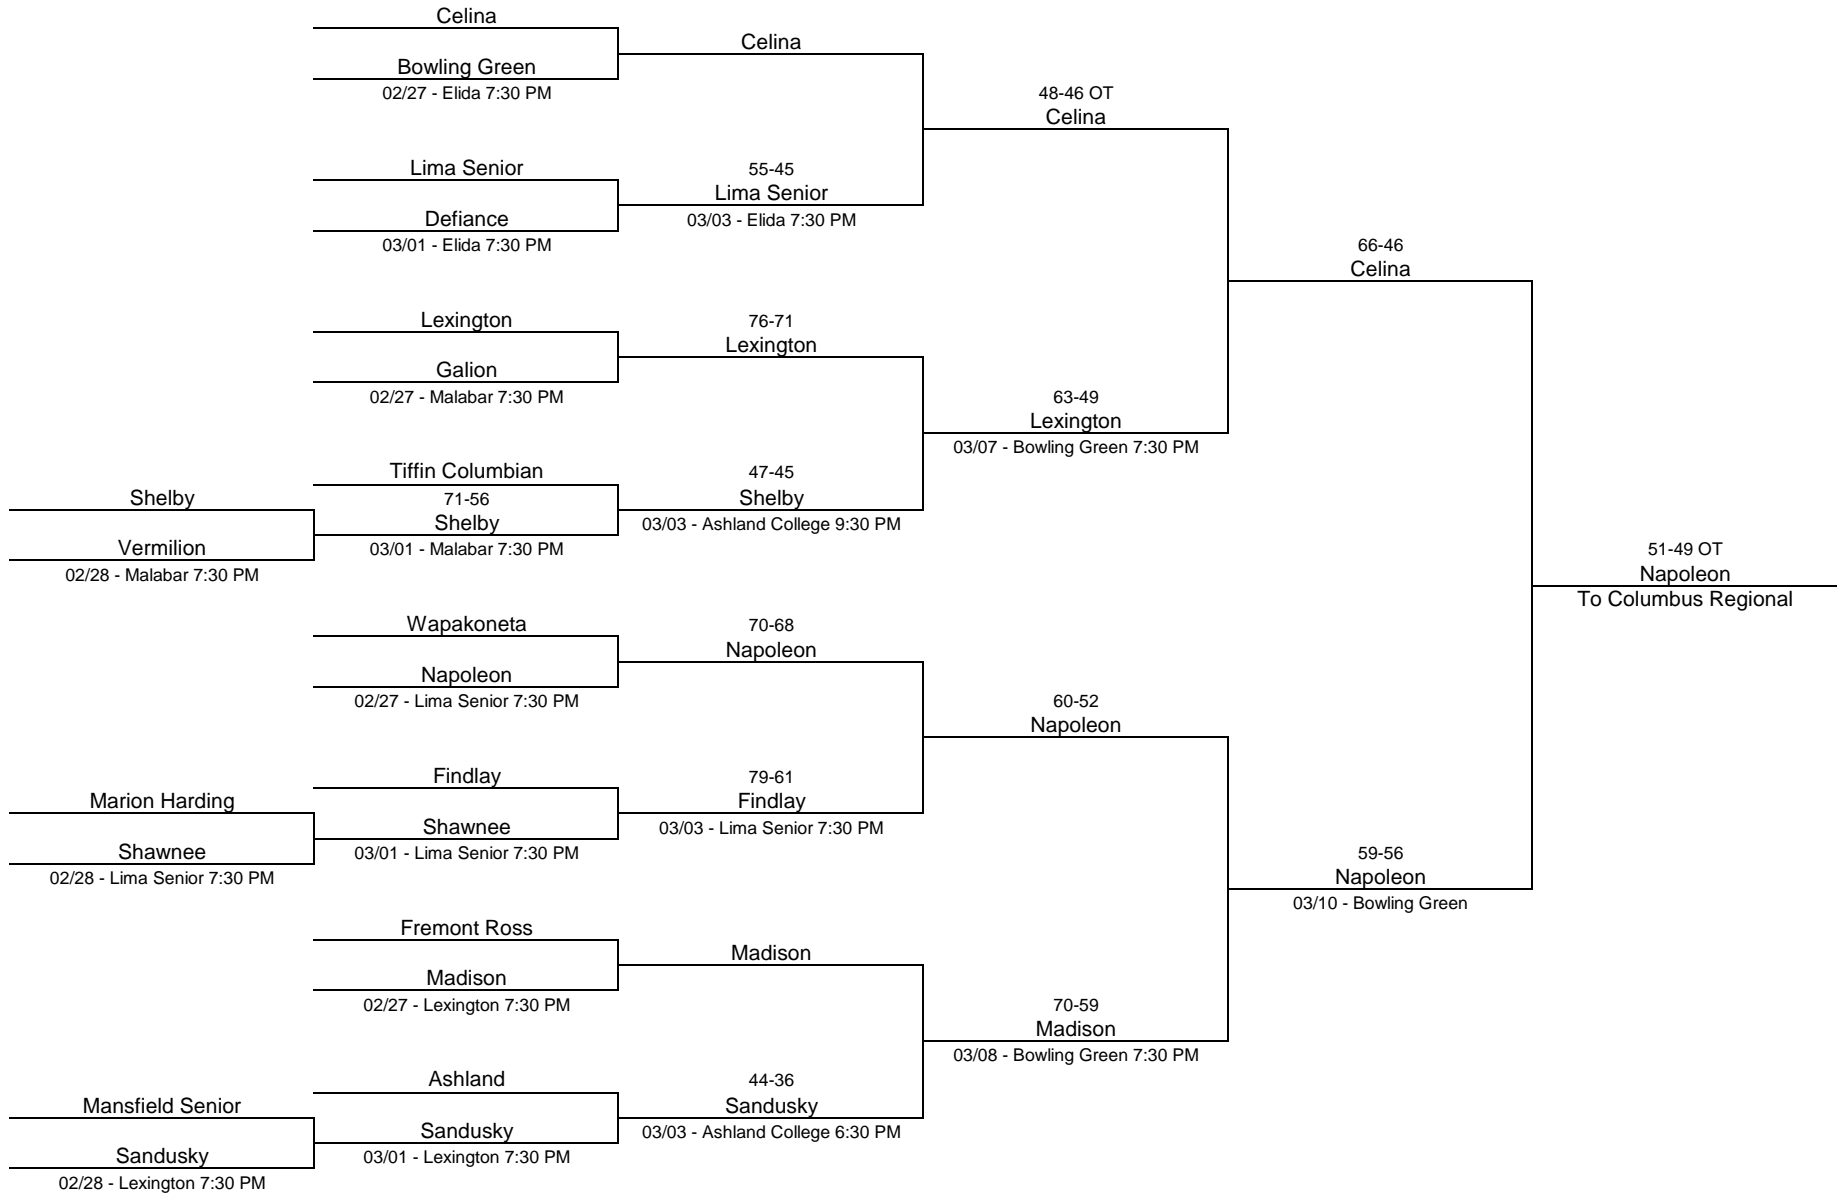 Celina
Bowling Green
02/27 - Elida 7:30 PM
Celina
Lima Senior
Defiance
03/01 - Elida 7:30 PM
55-45
Lima Senior
03/03 - Elida 7:30 PM
48-46 OT
Celina
Lexington
Galion
02/27 - Malabar 7:30 PM
76-71
Lexington
Shelby
Vermilion
02/28 - Malabar 7:30 PM
Tiffin Columbian
71-56
Shelby
03/01 - Malabar 7:30 PM
47-45
Shelby
03/03 - Ashland College 9:30 PM
63-49
Lexington
03/07 - Bowling Green 7:30 PM
66-46
Celina
Wapakoneta
Napoleon
02/27 - Lima Senior 7:30 PM
70-68
Napoleon
Marion Harding
Shawnee
02/28 - Lima Senior 7:30 PM
Findlay
Shawnee
03/01 - Lima Senior 7:30 PM
79-61
Findlay
03/03 - Lima Senior 7:30 PM
60-52
Napoleon
Fremont Ross
Madison
02/27 - Lexington 7:30 PM
Madison
Mansfield Senior
Sandusky
02/28 - Lexington 7:30 PM
Ashland
Sandusky
03/01 - Lexington 7:30 PM
44-36
Sandusky
03/03 - Ashland College 6:30 PM
70-59
Madison
03/08 - Bowling Green 7:30 PM
59-56
Napoleon
03/10 - Bowling Green
51-49 OT
Napoleon
To Columbus Regional